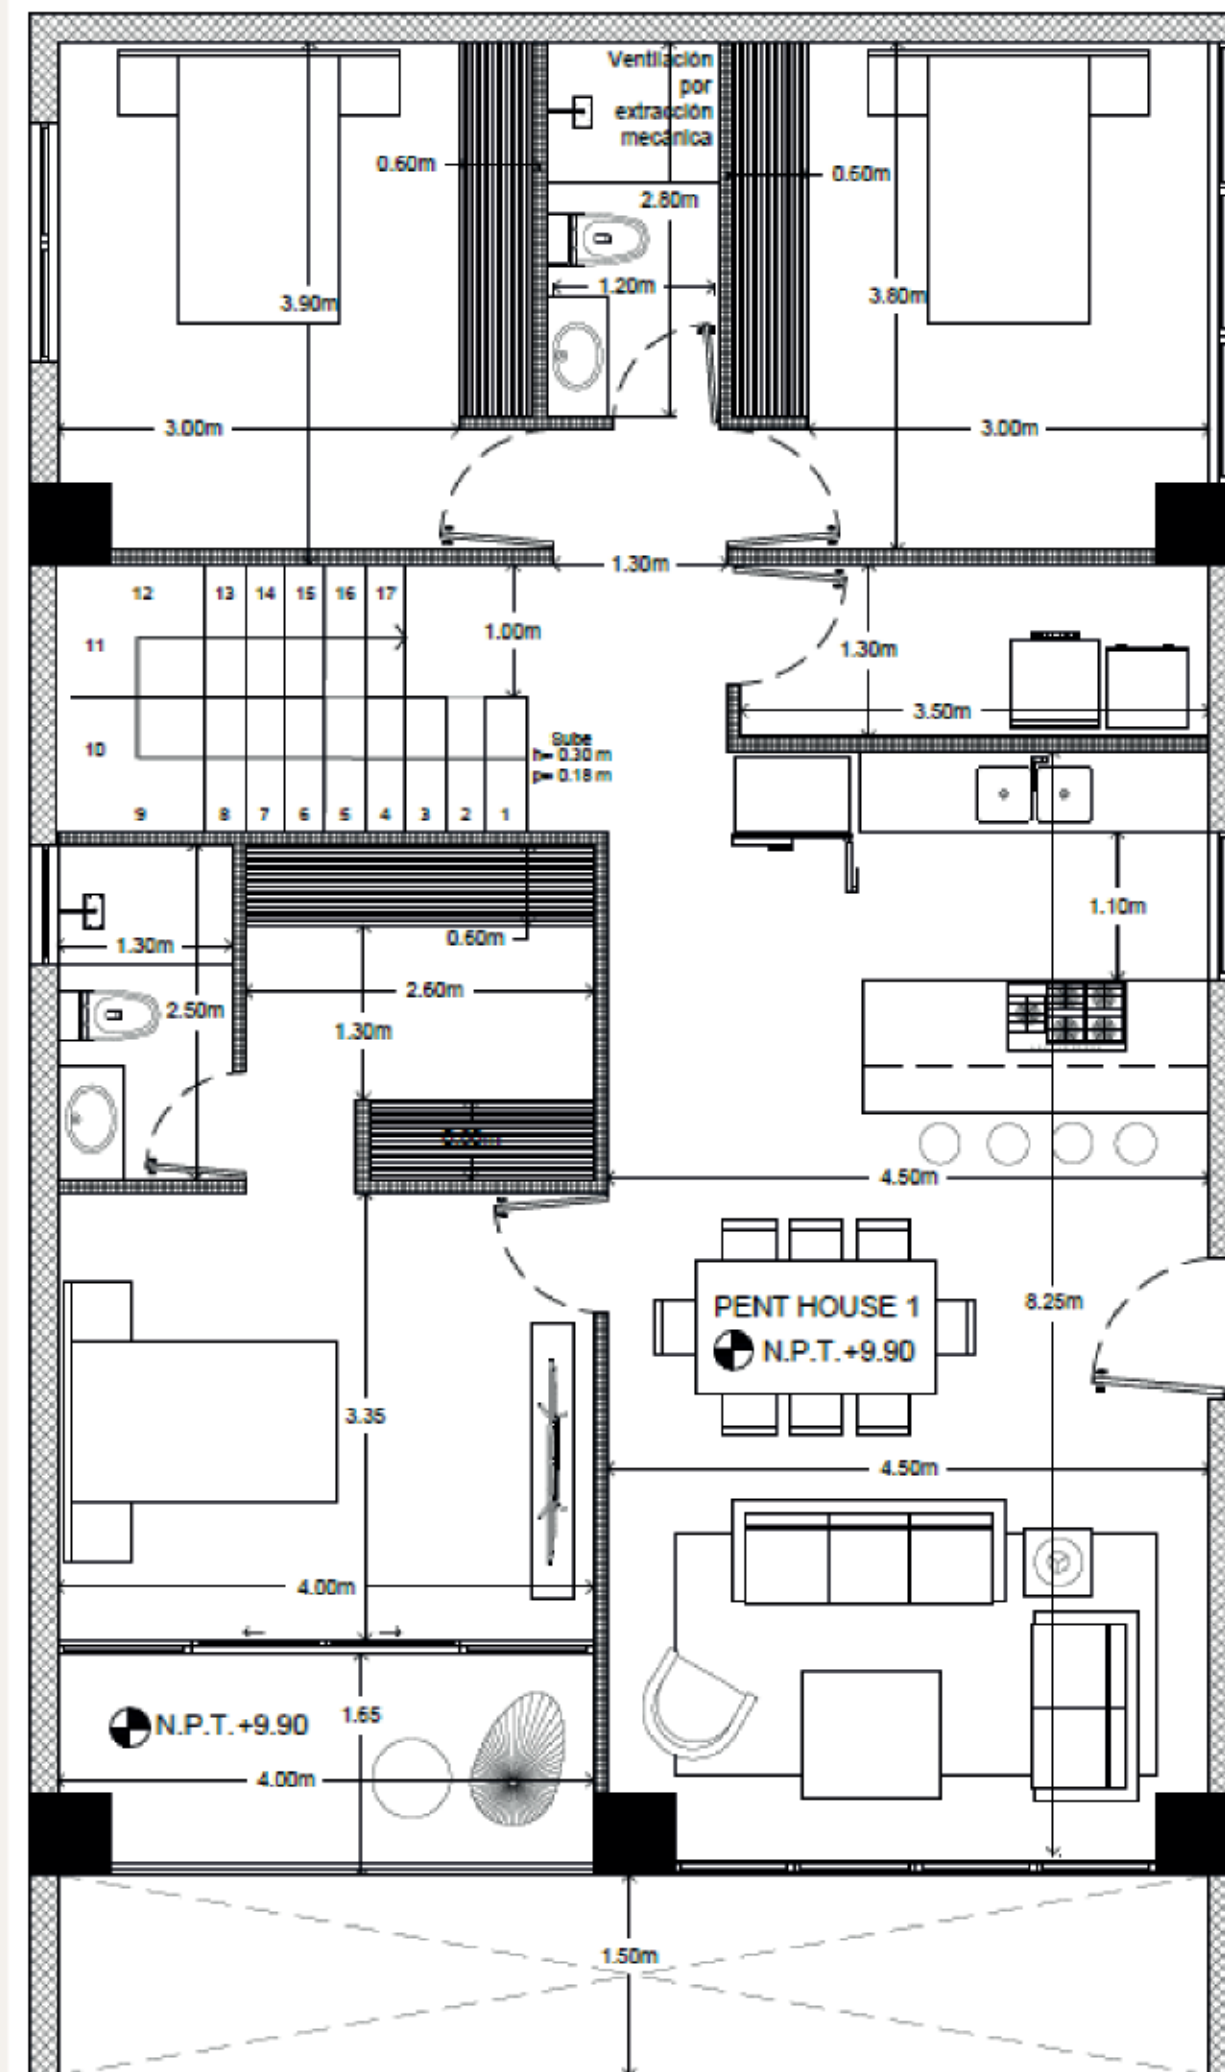 Ventilación
por
extracción
mecánica
0.60m
0.60m
2.80m
1.20m
3.90m
3.80m
3.00m
3.00m
1.30m
12
13
14
15
16
17
1.00m
11
1.30m
3.50m
10
Sube
h= 0.30 m
p= 0.18 m
9
8
7
6
5
4
3
2
1
1.10m
0.60m
1.30m
2.60m
2.50m
1.30m
4.50m
PENT HOUSE 1
8.25m
N.P.T.+9.90
3.35
4.50m
4.00m
1.65
N.P.T.+9.90
4.00m
1.50m